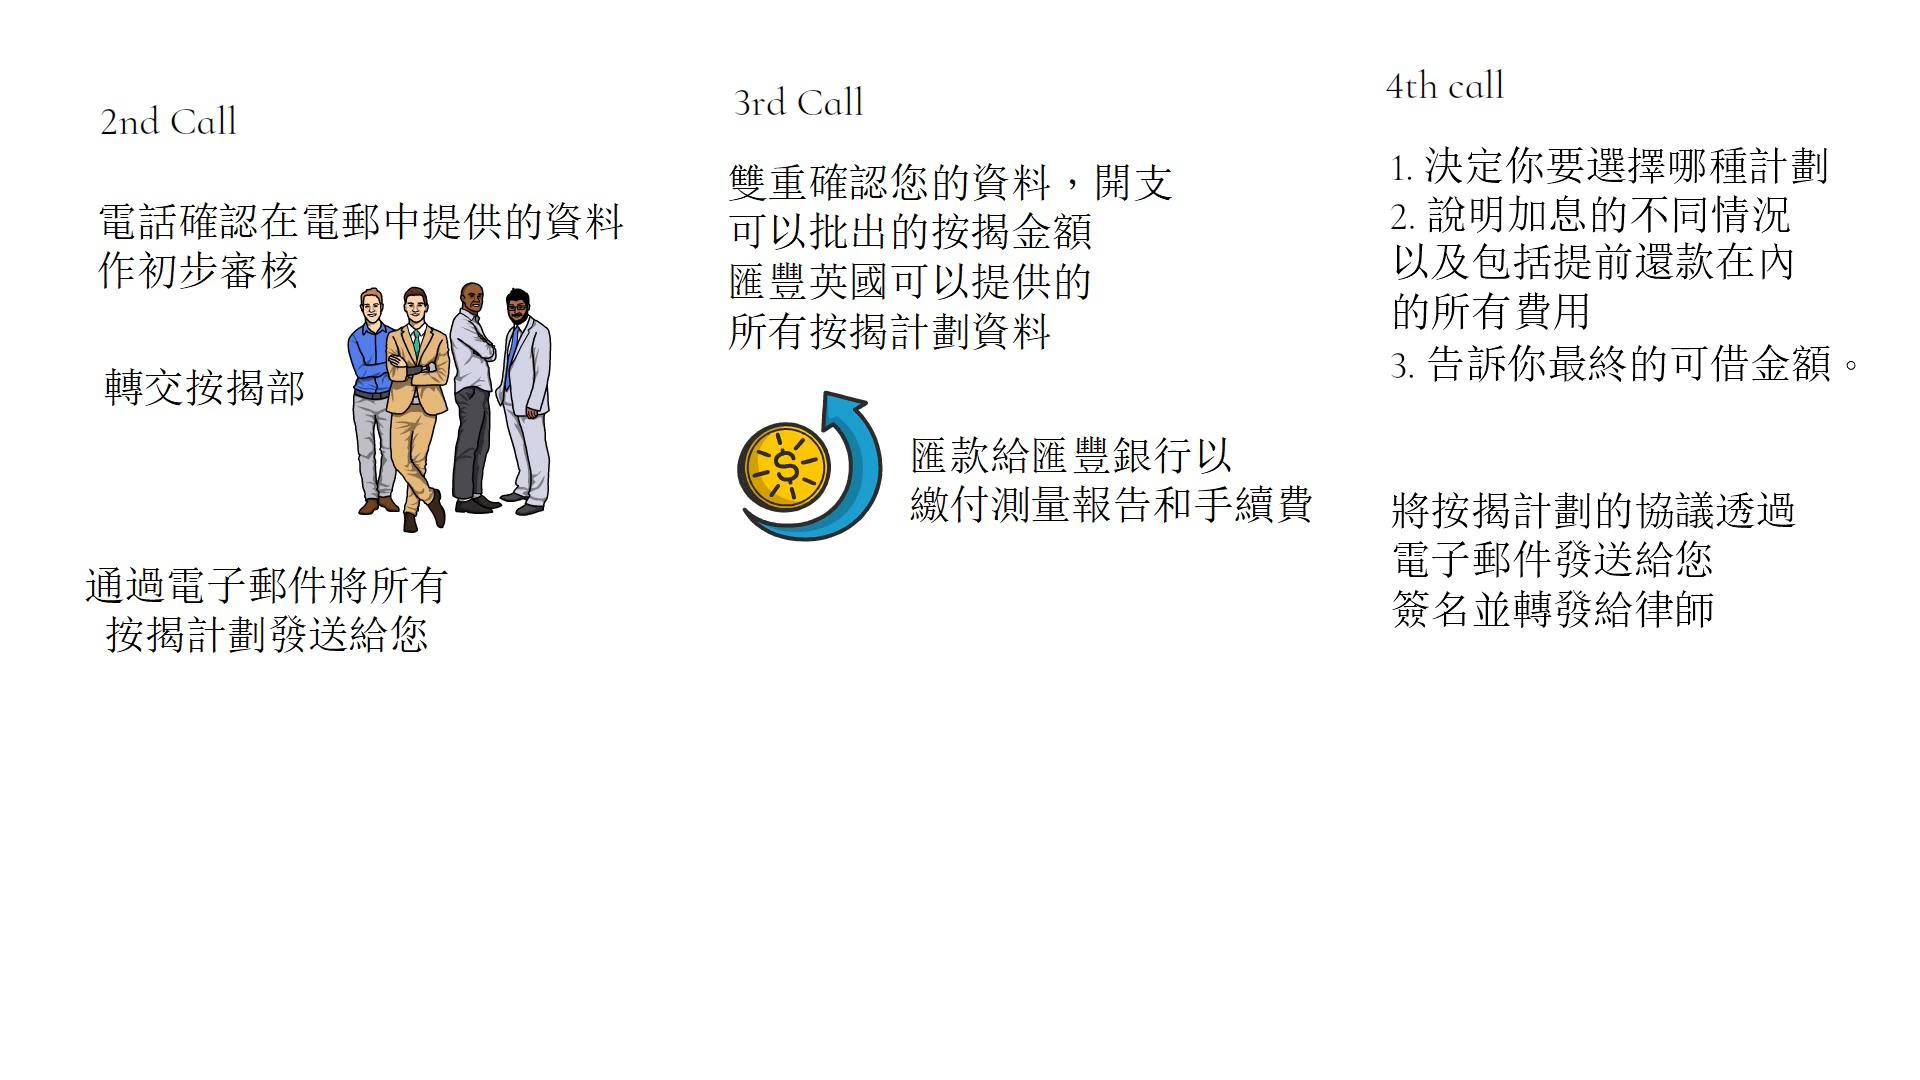 2nd Call
電話確認在電郵中提供的資料
作初步審核
轉交按揭部
通過電子郵件將所有
按揭計劃發送給您
3rd Call
雙重確認您的資料，開支
可以批出的按揭金額
匯豐英國可以提供的
所有按揭計劃資料
匯款給匯豐銀行以
繳付測量報告和手續費
4th call
1. 決定你要選擇哪種計劃
2. 說明加息的不同情況
以及包括提前還款在內
的所有費用
3. 告訴你最終的可借金額。
將按揭計劃的協議透過
電子郵件發送給您
簽名並轉發給律師